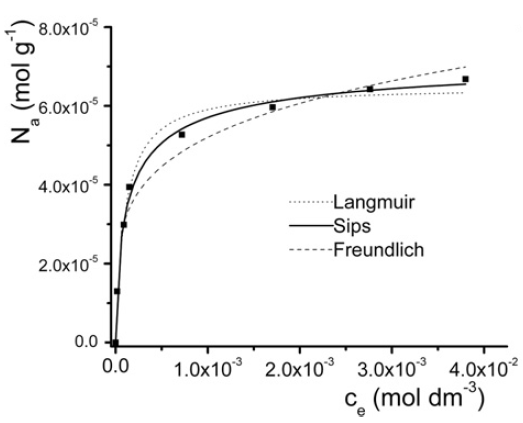 8.0x10⁻⁵
6.0x10⁻⁵
4.0x10⁻⁵
2.0x10⁻⁵
0.0
Nₐ (mol g⁻¹)
Langmuir
Sips
Freundlich
0.0 1.0x10⁻³ 2.0x10⁻³ 3.0x10⁻³ 4.0x10⁻²
cₑ (mol dm⁻³)